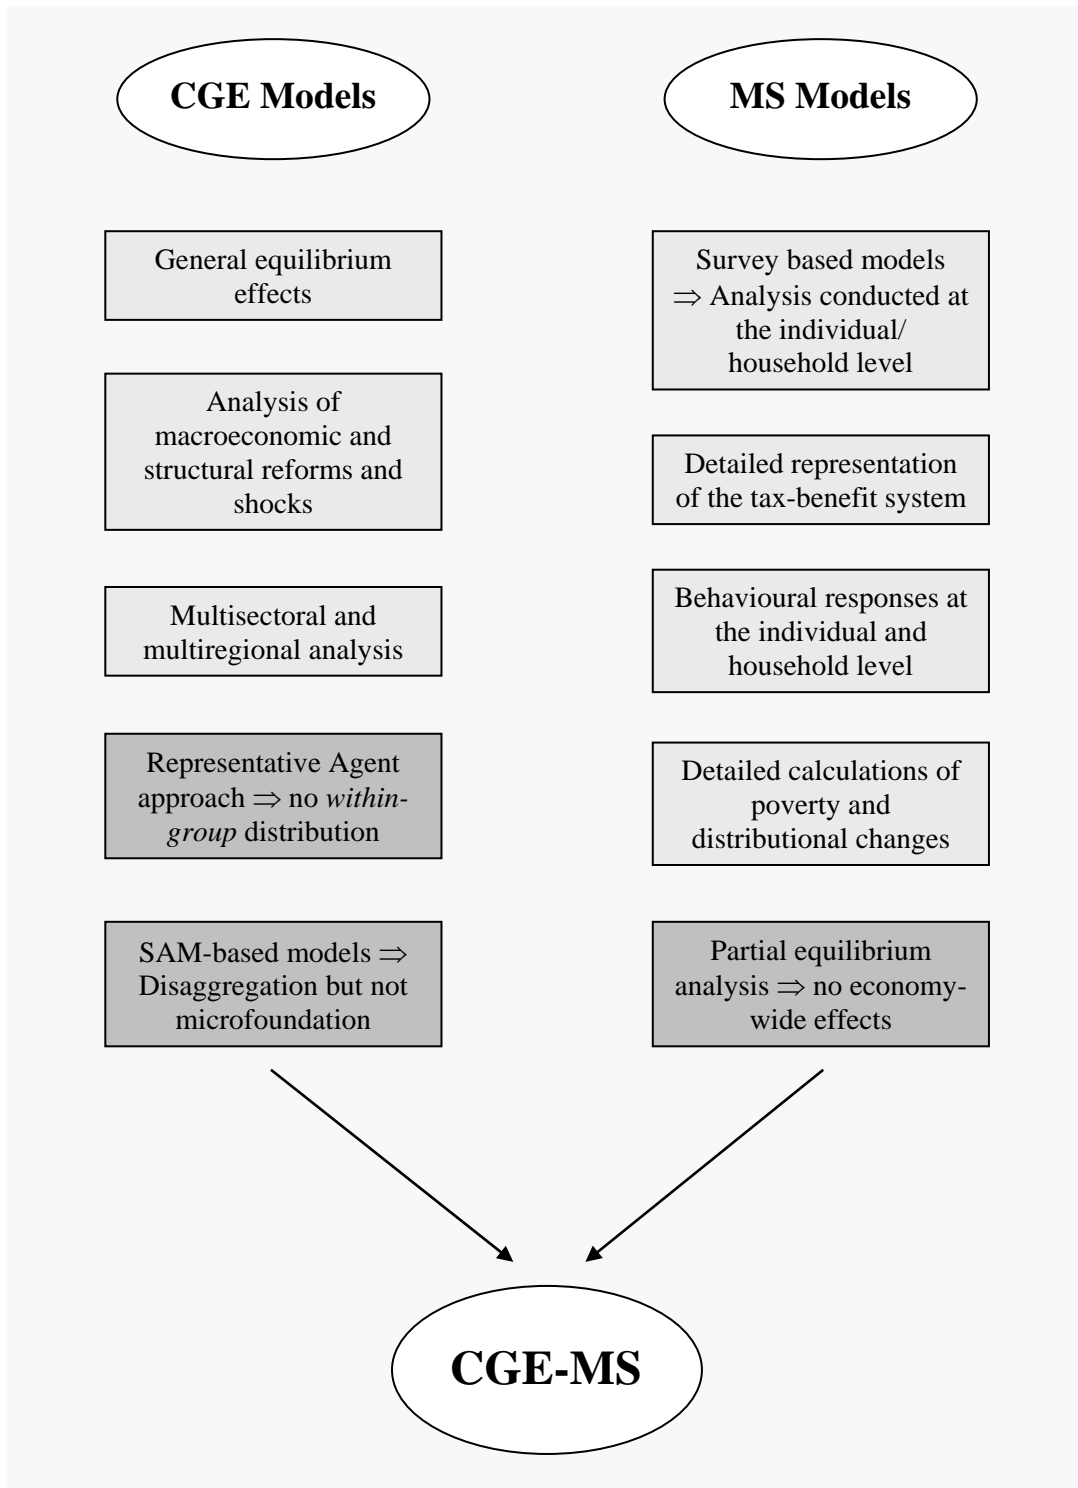 CGE Models
General equilibrium
effects
Analysis of
macroeconomic and
structural reforms and
shocks
Multisectoral and
multiregional analysis
Representative Agent
approach ⇒ no within-
group distribution
SAM-based models ⇒
Disaggregation but not
microfoundation
MS Models
Survey based models
⇒ Analysis conducted at
the individual/
household level
Detailed representation
of the tax-benefit system
Behavioural responses at
the individual and
household level
Detailed calculations of
poverty and
distributional changes
Partial equilibrium
analysis ⇒ no economy-
wide effects
CGE-MS